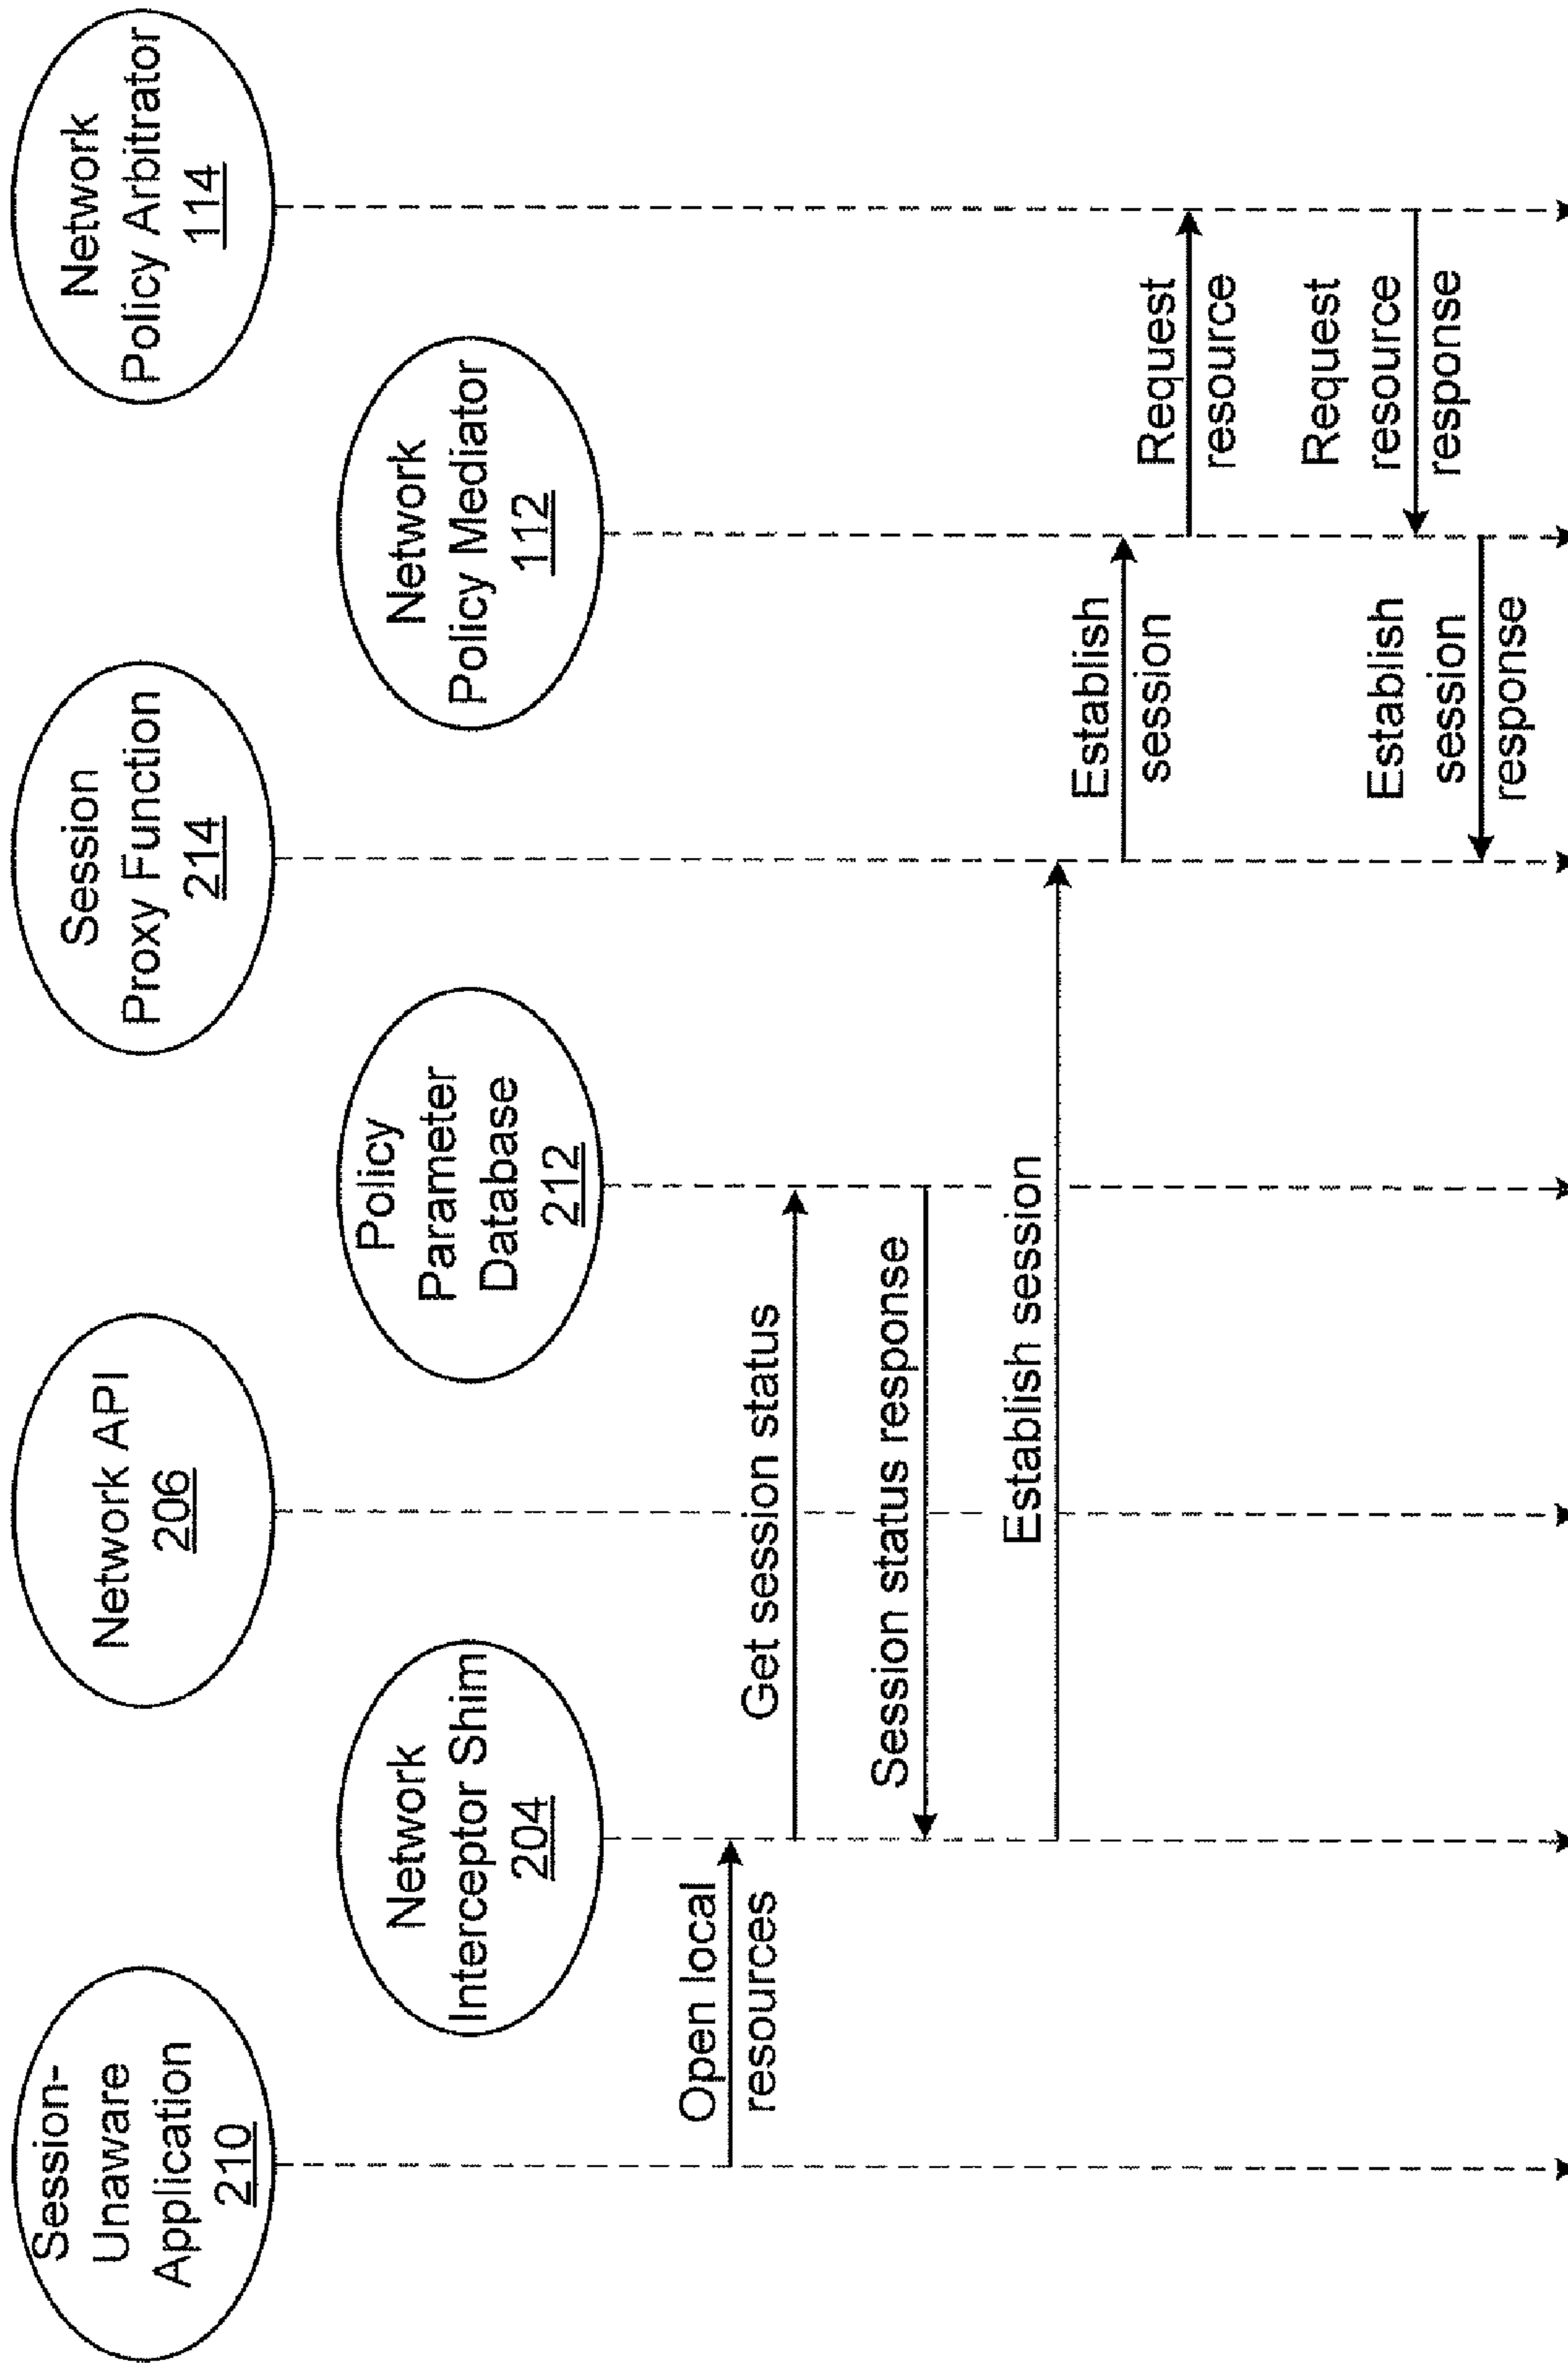 Session-
Unaware
Application
210
Network
Interceptor Shim
204
Network API
206
Policy
Parameter
Database
212
Session
Proxy Function
214
Network
Policy Mediator
112
Network
Policy Arbitrator
114
Open local
resources
Get session status
Session status response
Establish session
Establish
session
Request
resource
Request
resource
response
Establish
session
response